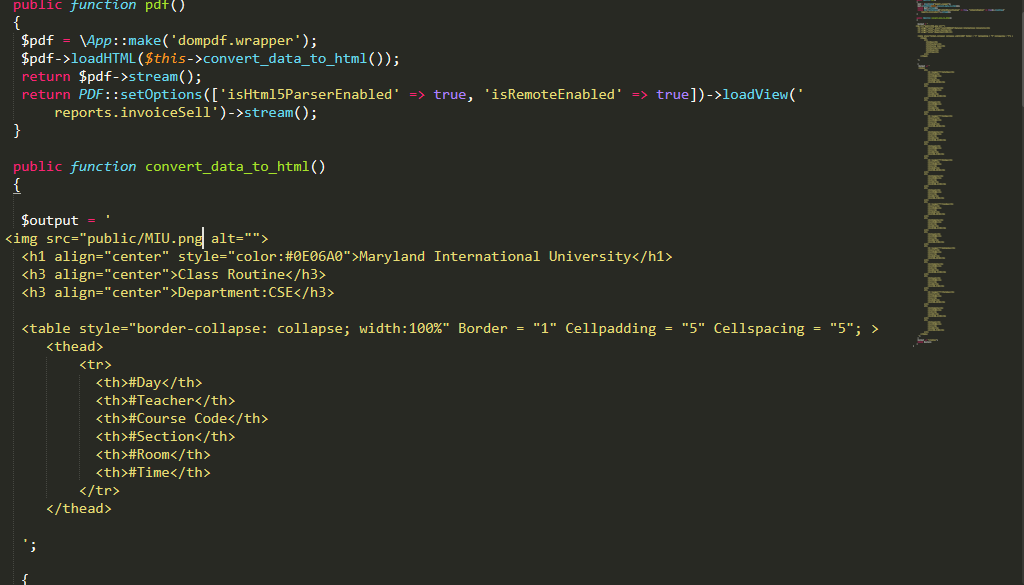 public function pdf()
{
$pdf = \App::make('dompdf.wrapper');
$pdf->loadHTML($this->convert_data_to_html());
return $pdf->stream();
return PDF::setOptions(['isHtml5ParserEnabled' => true, 'isRemoteEnabled' => true])->loadView('
reports.invoiceSell')->stream();
}
public function convert_data_to_html()
{
$output = '
<img src="public/MIU.png alt="">
<h1 align="center" style="color:#0E06A0">Maryland International University</h1>
<h3 align="center">Class Routine</h3>
<h3 align="center">Department:CSE</h3>
<table style="border-collapse: collapse; width:100%" Border = "1" Cellpadding = "5" Cellspacing = "5"; >
<thead>
<tr>
<th>#Day</th>
<th>#Teacher</th>
<th>#Course Code</th>
<th>#Section</th>
<th>#Room</th>
<th>#Time</th>
</tr>
</thead>
';
{